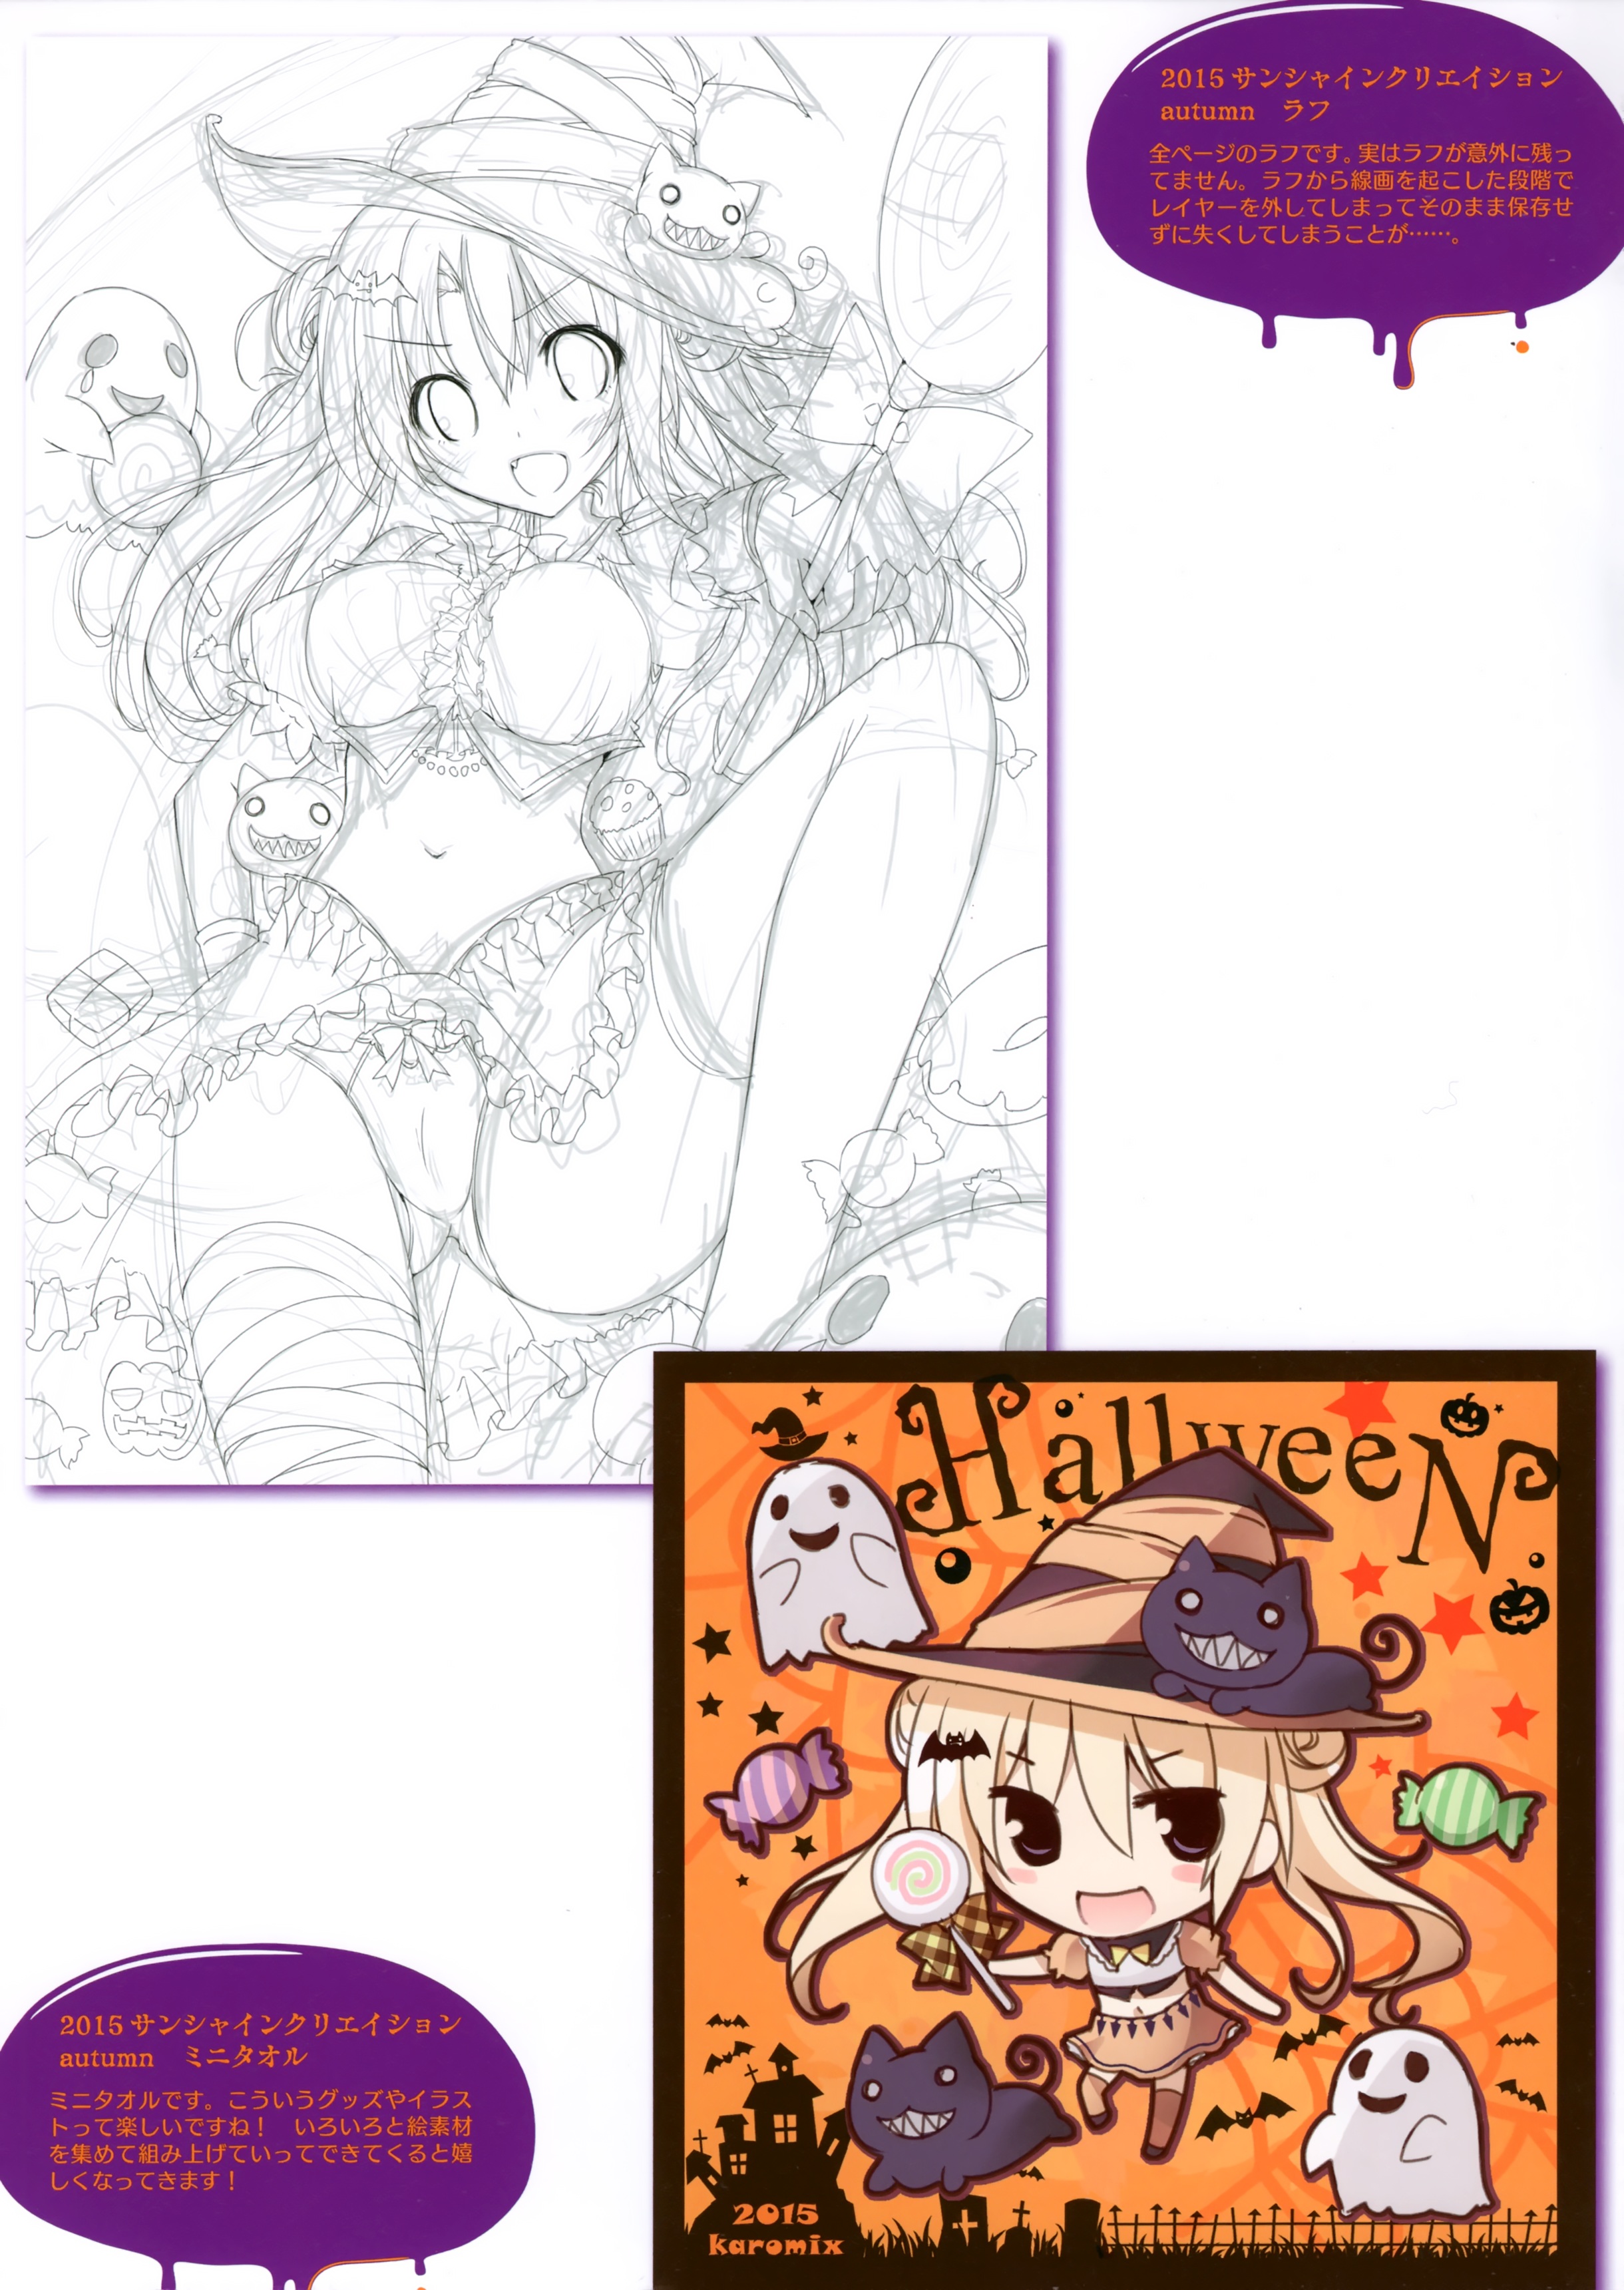 2015 サンシャインクリエイション
autumn　ラフ
全ページのラフです。実はラフが意外に残っ
てません。ラフから線画を起こした段階で
レイヤーを外してしまってそのまま保存せ
ずに失くしてしまうことが……。
HallweeN
2015 サンシャインクリエイション
autumn　ミニタオル
ミニタオルです。こういうグッズやイラス
トって楽しいですね！　いろいろと絵素材
を集めて組み上げていってできてくると嬉
しくなってきます！
2015
karomix